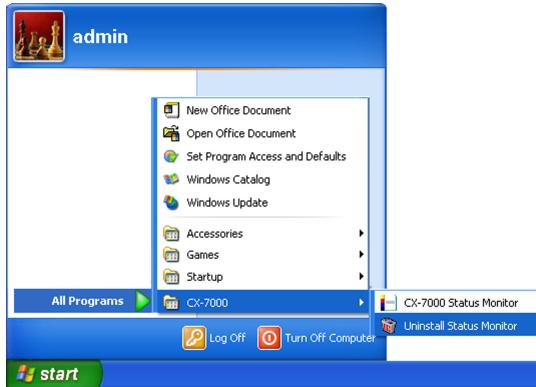 admin
New Office Document
Open Office Document
Set Program Access and Defaults
Windows Catalog
Windows Update
Accessories
Games
Startup
All Programs
CX-7000
CX-7000 Status Monitor
Uninstall Status Monitor
Log Off
Turn Off Computer
start